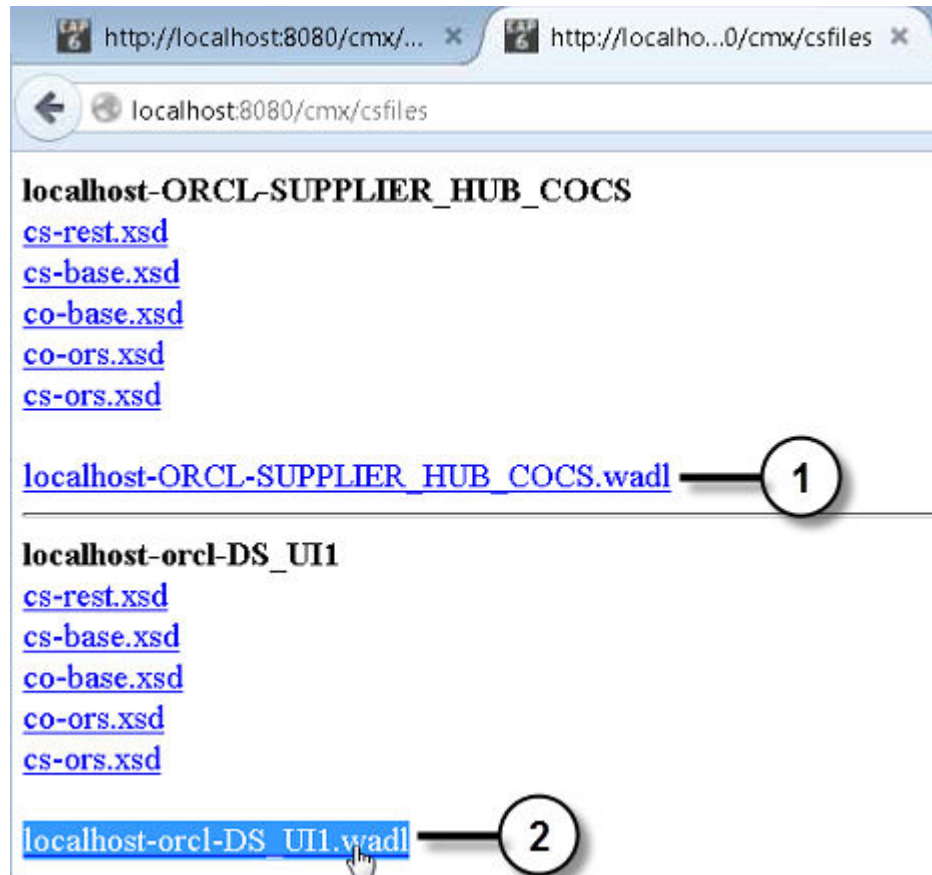 http://localhost:8080/cmx/... × http://localho...0/cmx/csfiles ×
localhost:8080/cmx/csfiles
localhost-ORCL-SUPPLIER_HUB_COCS
cs-rest.xsd
cs-base.xsd
co-base.xsd
co-ors.xsd
cs-ors.xsd
localhost-ORCL-SUPPLIER_HUB_COCS.wadl 1
localhost-orcl-DS_UI1
cs-rest.xsd
cs-base.xsd
co-base.xsd
co-ors.xsd
cs-ors.xsd
localhost-orcl-DS_UI1.wadl 2